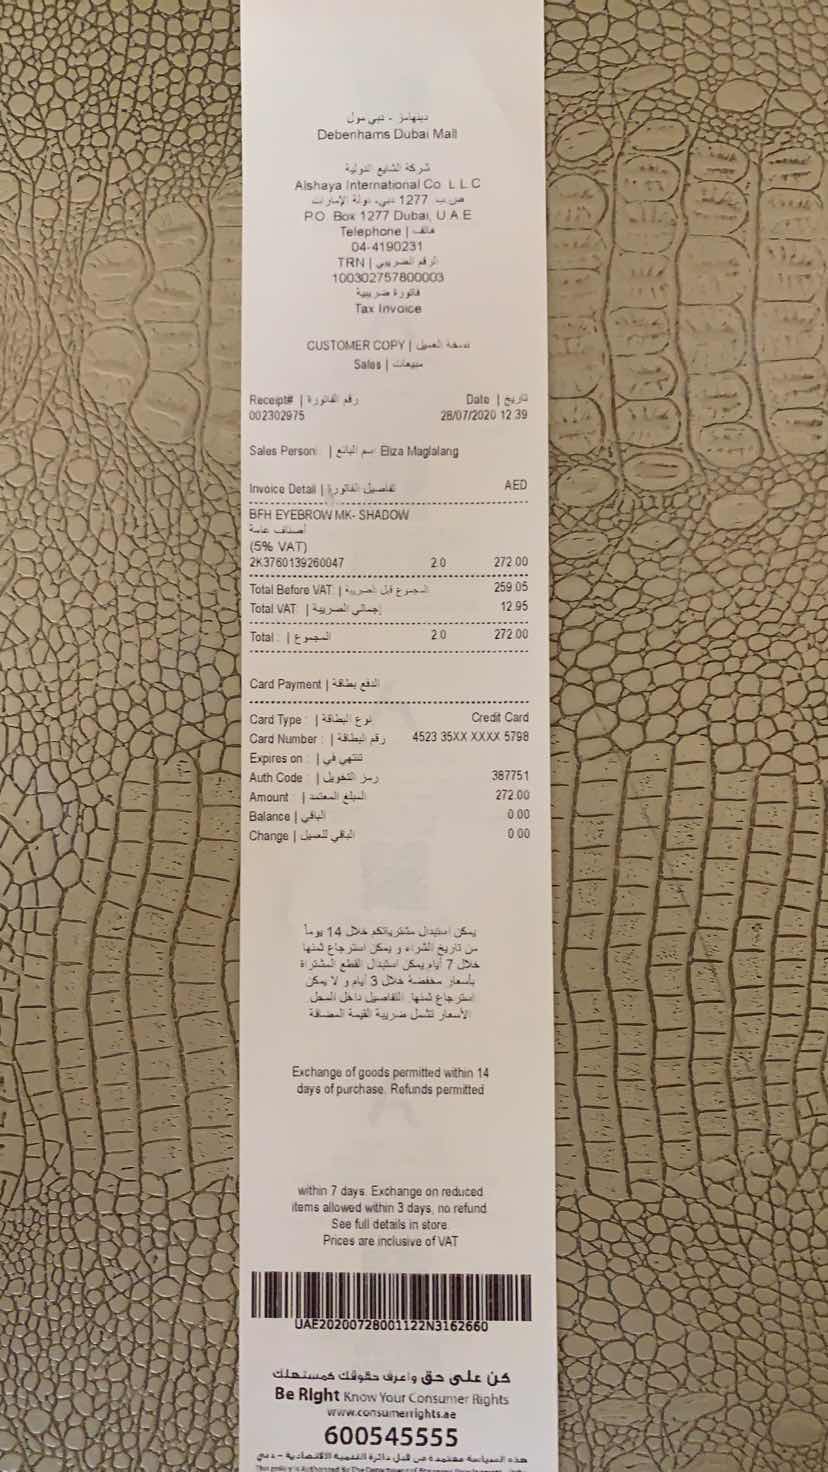 دبنهامز - دبي مول
Debenhams Dubai Mall
شركة الشايع الدولية
Alshaya International Co. L.L.C
ص.ب 1277 دبي، دولة الإمارات
P.O. Box 1277 Dubai, U.A.E
Telephone | هاتف
04-4190231
TRN | الرقم الضريبي
100302757800003
فاتورة ضريبية
Tax Invoice
CUSTOMER COPY | نسخة العميل
Sales | مبيعات
Receipt# | رقم الفاتورة Date | تاريخ
002302975 28/07/2020 12:39
Sales Person: | اسم البائع Eliza Maglalang
Invoice Detail | تفاصيل الفاتورة AED
BFH EYEBROW MK- SHADOW
أصناف عامة
(5% VAT)
2K3760139260047 2.0 272.00
Total Before VAT: | المجموع قبل الضريبة 259.05
Total VAT: | إجمالي الضريبة 12.95
Total : | المجموع 2.0 272.00
Card Payment | الدفع بطاقة
Card Type : | نوع البطاقة Credit Card
Card Number : | رقم البطاقة 4523 35XX XXXX 5798
Expires on : | تنتهي في
Auth Code : | رمز التخويل 387751
Amount : | المبلغ المعتمد 272.00
Balance | الباقي 0.00
Change | الباقي للعميل 0.00
يمكن استبدال مشترياتكم خلال 14 يوماً
من تاريخ الشراء و يمكن استرجاع ثمنها
خلال 7 أيام يمكن استبدال القطع المشتراة
بأسعار مخفضة خلال 3 أيام و لا يمكن
استرجاع ثمنها. التفاصيل داخل المحل
الأسعار تشمل ضريبة القيمة المضافة
Exchange of goods permitted within 14
days of purchase. Refunds permitted
within 7 days. Exchange on reduced
items allowed within 3 days, no refund.
See full details in store.
Prices are inclusive of VAT
UAE20200728001122N3162660
كن على حق واعرف حقوقك كمستهلك
Be Right Know Your Consumer Rights
www.consumerrights.ae
600545555
هذه السياسة معتمدة من قبل دائرة التنمية الاقتصادية - دبي
This policy is Authorized By The Department of Economic Development